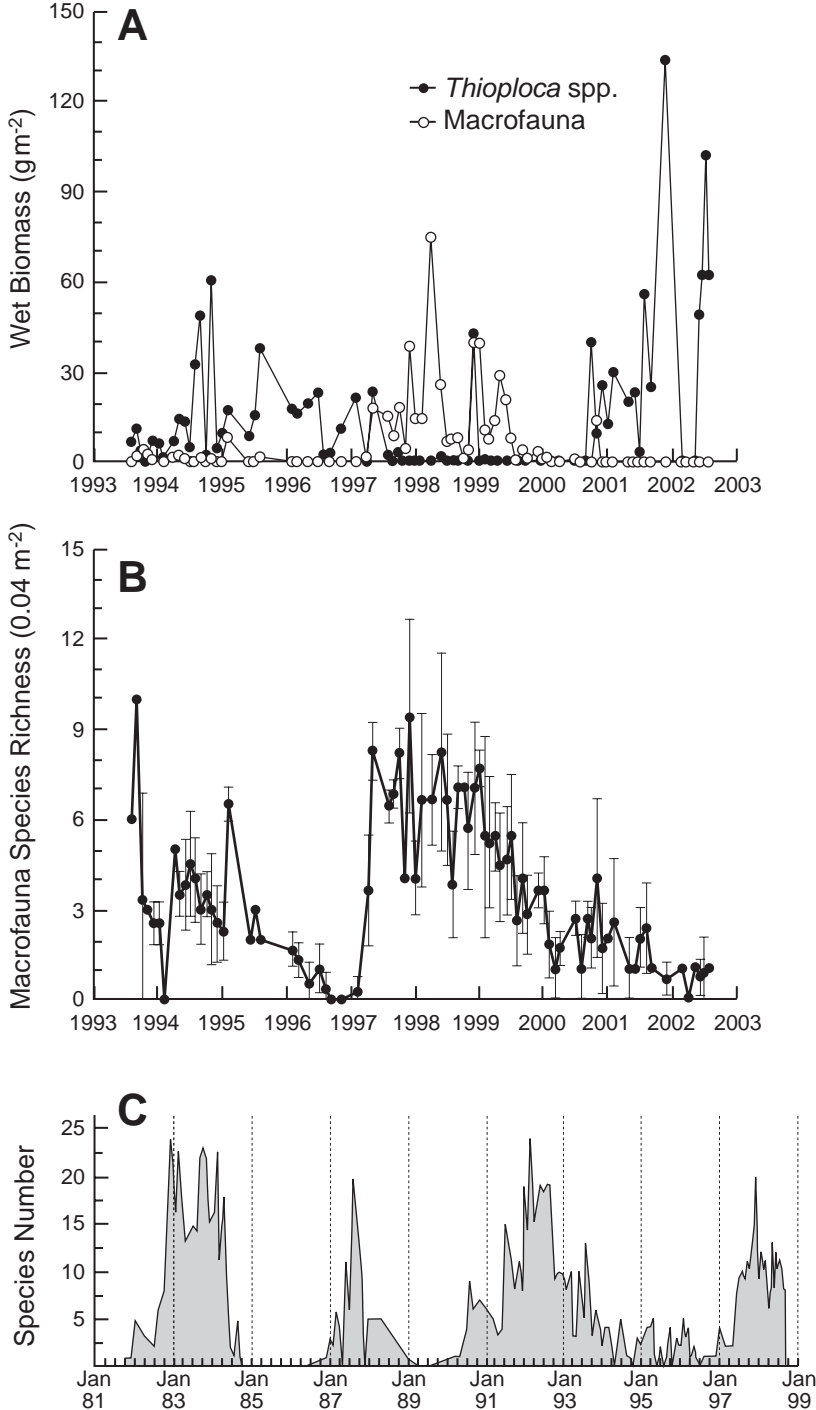 A
Wet Biomass (gm-2)
150
120
90
60
30
0
Thioploca spp.
Macrofauna
1993 1994 1995 1996 1997 1998 1999 2000 2001 2002 2003
B
Macrofauna Species Richness (0.04 m-2)
15
12
9
6
3
0
1993 1994 1995 1996 1997 1998 1999 2000 2001 2002 2003
C
Species Number
25
20
15
10
5
Jan Jan Jan Jan Jan Jan Jan Jan Jan Jan
81 83 85 87 89 91 93 95 97 99